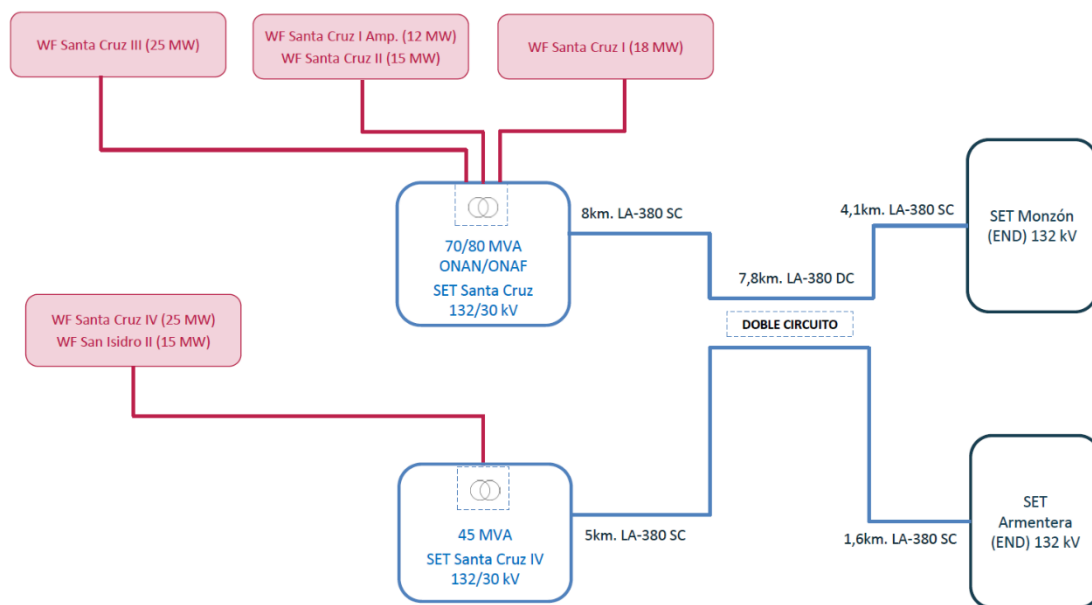 WF Santa Cruz III (25 MW)
WF Santa Cruz I Amp. (12 MW)
WF Santa Cruz II (15 MW)
WF Santa Cruz I (18 MW)
70/80 MVA
ONAN/ONAF
SET Santa Cruz
132/30 kV
8km. LA-380 SC
7,8km. LA-380 DC
4,1km. LA-380 SC
SET Monzón
(END) 132 kV
DOBLE CIRCUITO
WF Santa Cruz IV (25 MW)
WF San Isidro II (15 MW)
45 MVA
SET Santa Cruz IV
132/30 kV
5km. LA-380 SC
1,6km. LA-380 SC
SET
Armentera
(END) 132 kV